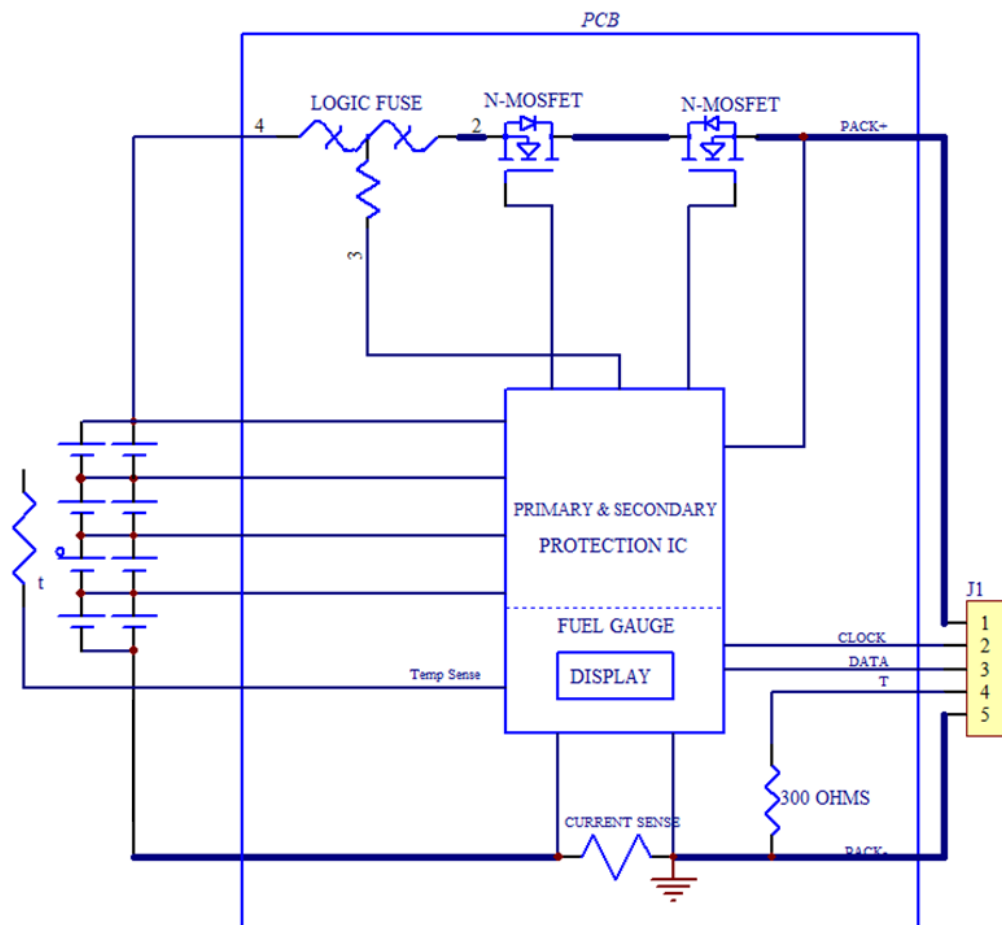 PCB
LOGIC FUSE
N-MOSFET
N-MOSFET
4
2
PACK+
3
PRIMARY & SECONDARY
PROTECTION IC
t
J1
1
FUEL GAUGE
CLOCK
2
DATA
3
Temp Sense
DISPLAY
T
4
5
300 OHMS
CURRENT SENSE
PACK-